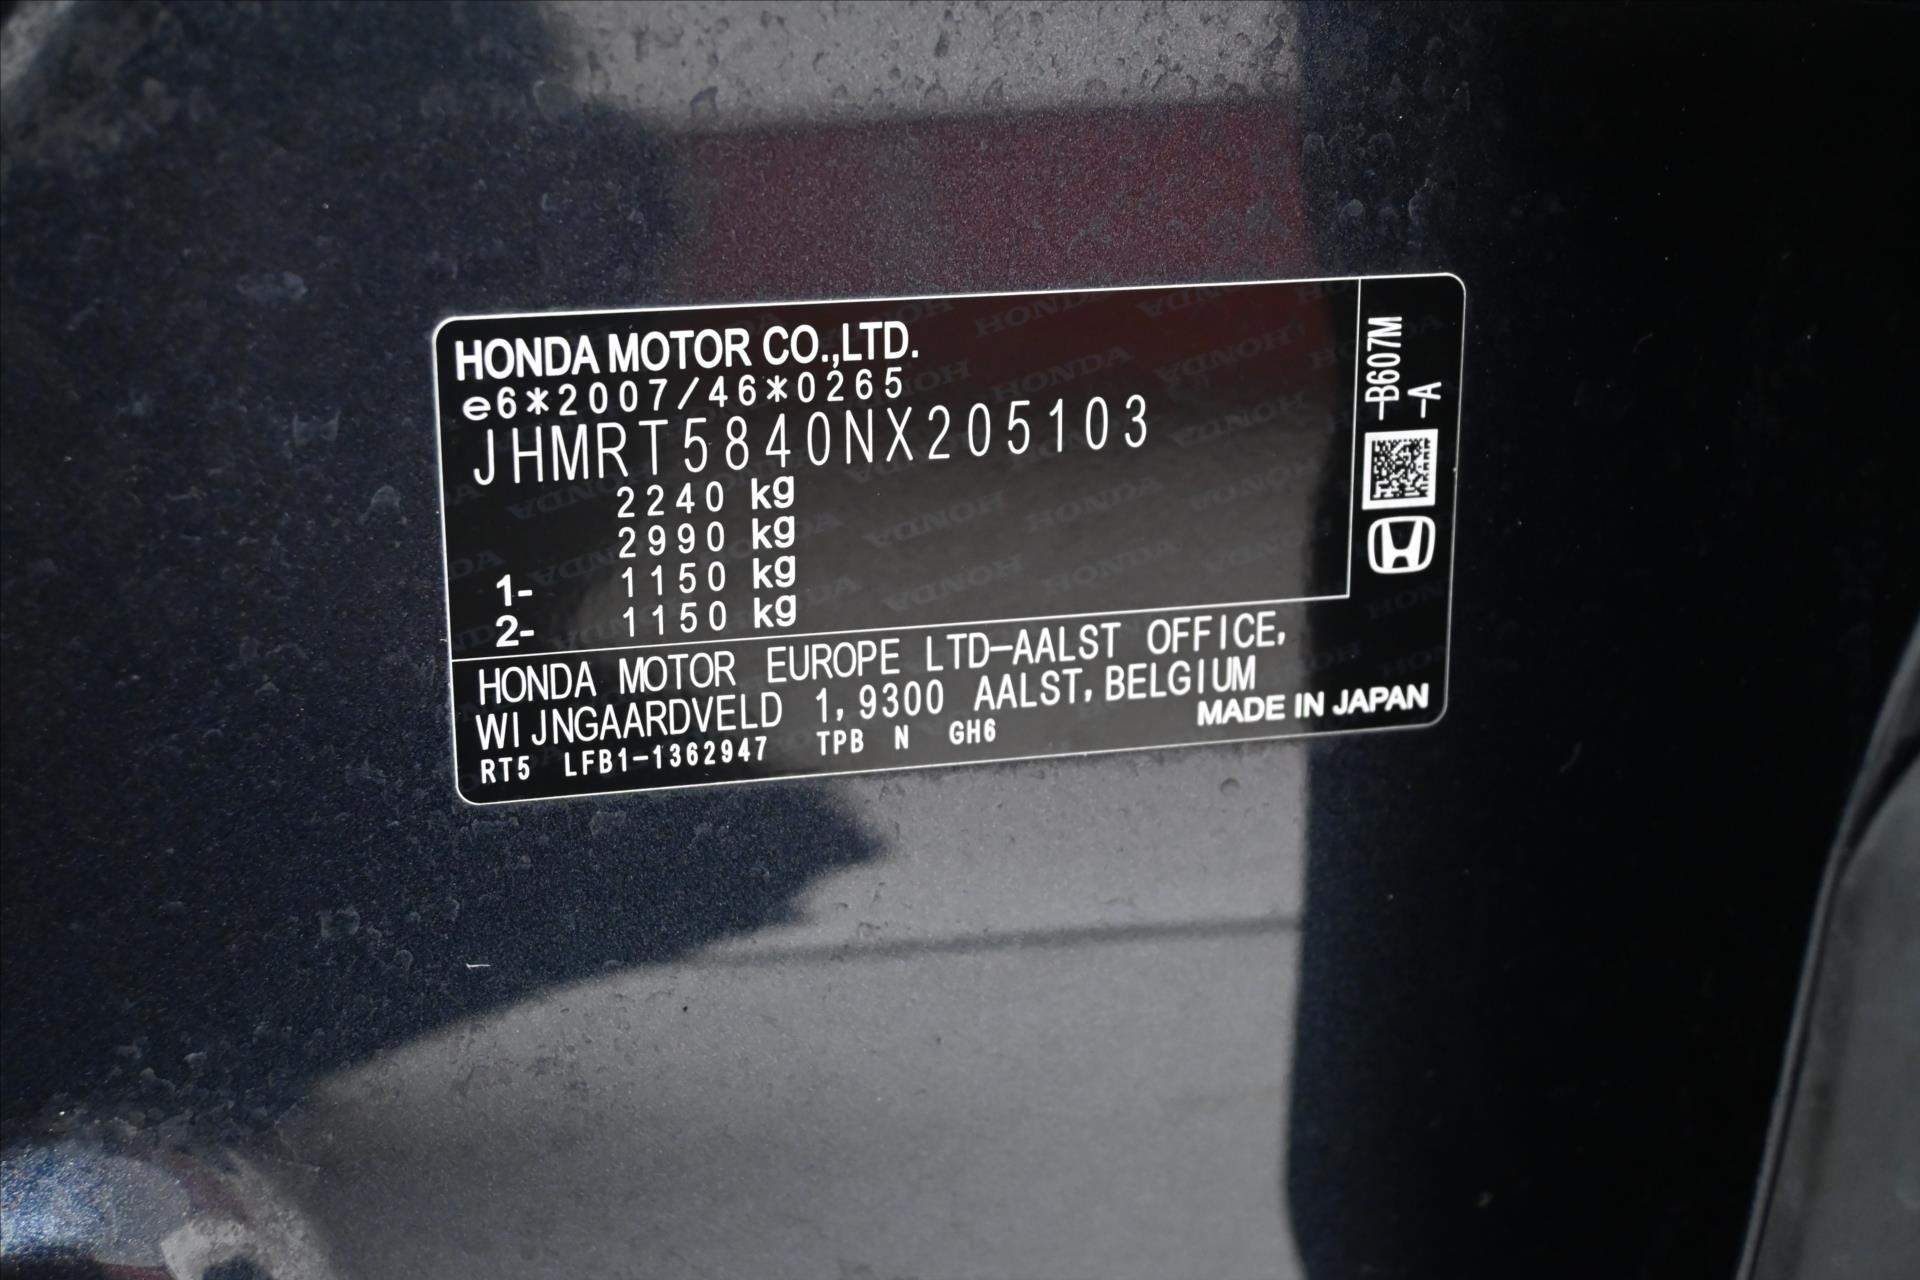 HONDA MOTOR CO.,LTD.
e6*2007/46*0265
JHMRT5840NX205103
2240 kg
2990 kg
1- 1150 kg
2- 1150 kg
HONDA MOTOR EUROPE LTD-AALST OFFICE,
WIJNGAARDVELD 1, 9300 AALST, BELGIUM
RT5 LFB1-1362947 TPB N GH6
MADE IN JAPAN
-B607M
-A